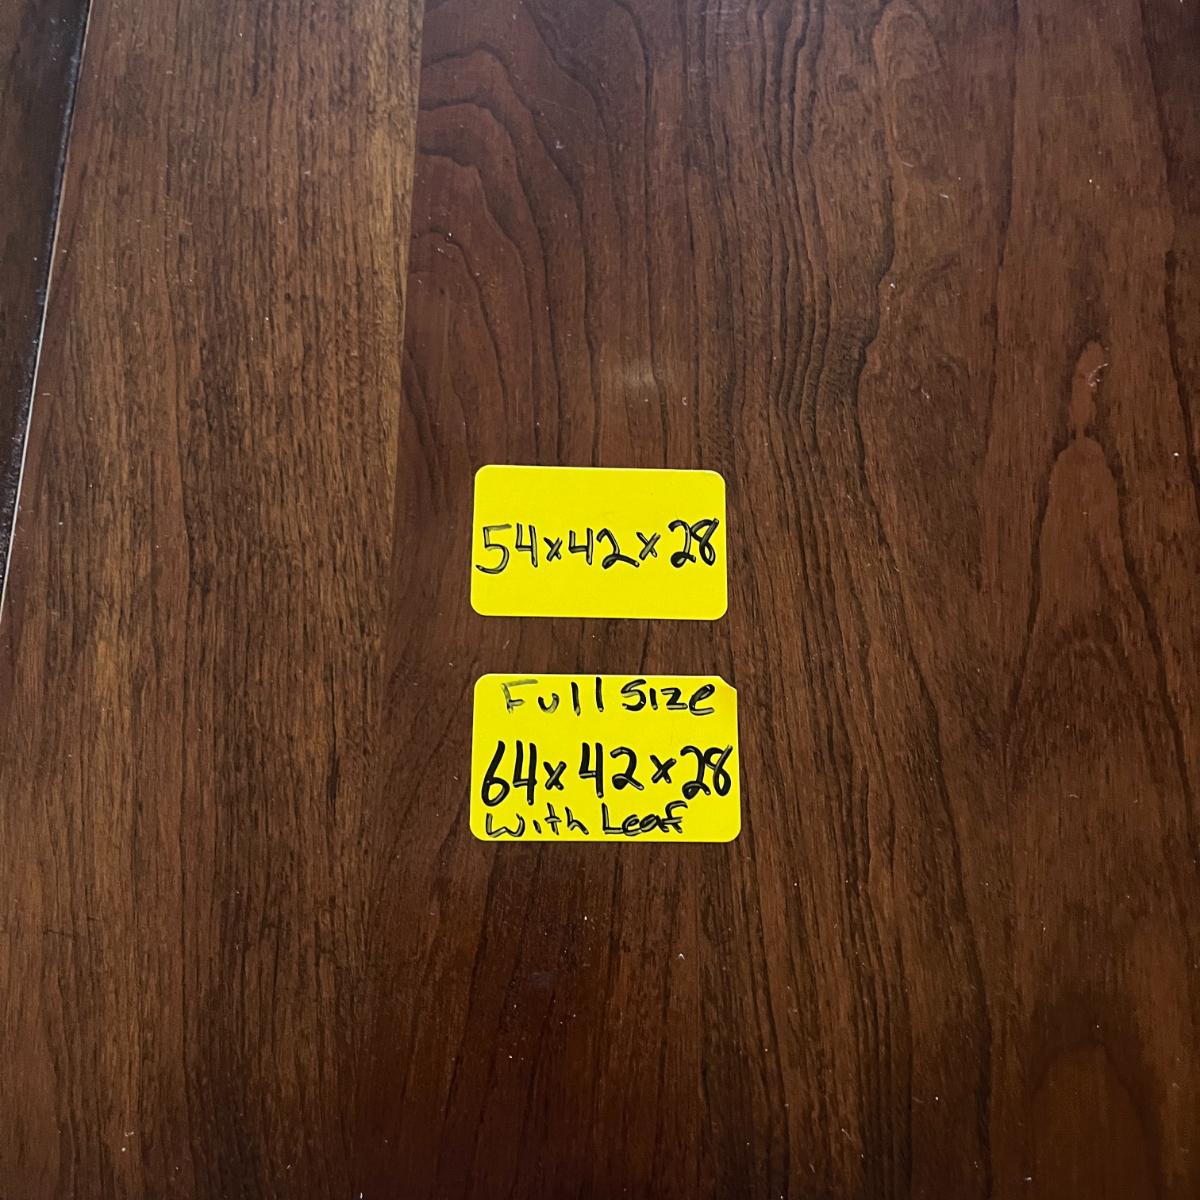 54x42x28
Full Size
64x42x28
With Leaf